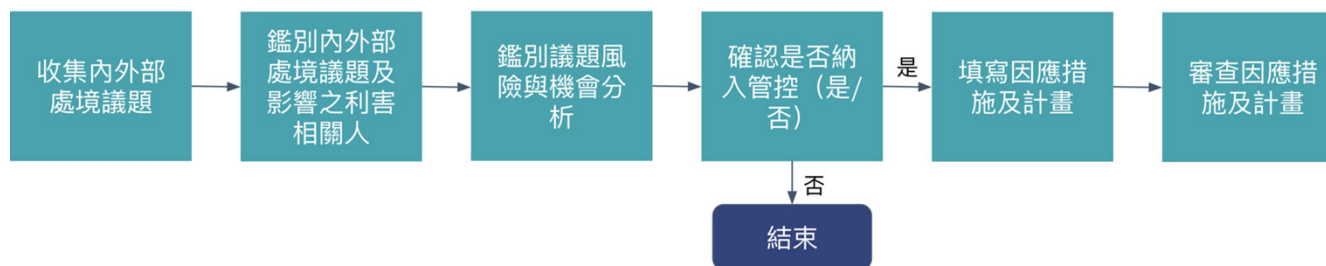 收集內外部
處境議題
鑑別內外部
處境議題及
影響之利害
相關人
鑑別議題風
險與機會分
析
確認是否納
入管控（是/
否）
是
填寫因應措
施及計畫
審查因應措
施及計畫
否
結束